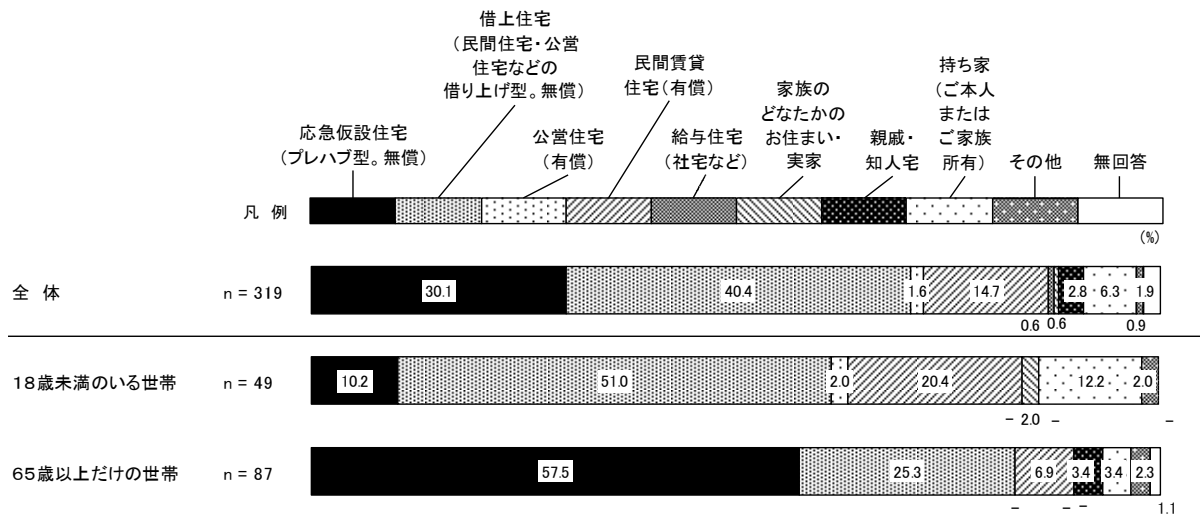 借上住宅
(民間住宅・公営
住宅などの
借り上げ型。無償)
民間賃貸
住宅(有償)
持ち家
(ご本人
または
ご家族
所有)
家族の
どなたかの
お住まい・
実家
応急仮設住宅
(プレハブ型。無償)
公営住宅
(有償)
給与住宅
(社宅など)
親戚・
知人宅
その他
無回答
凡 例
(%)
全 体 n = 319 30.1 40.4 1.6 14.7 2.8 6.3 1.9
0.6 0.6 0.9
18歳未満のいる世帯 n = 49 10.2 51.0 2.0 20.4 12.2 2.0
- 2.0 - -
65歳以上だけの世帯 n = 87 57.5 25.3 6.9 3.4 3.4 2.3
- - - 1.1